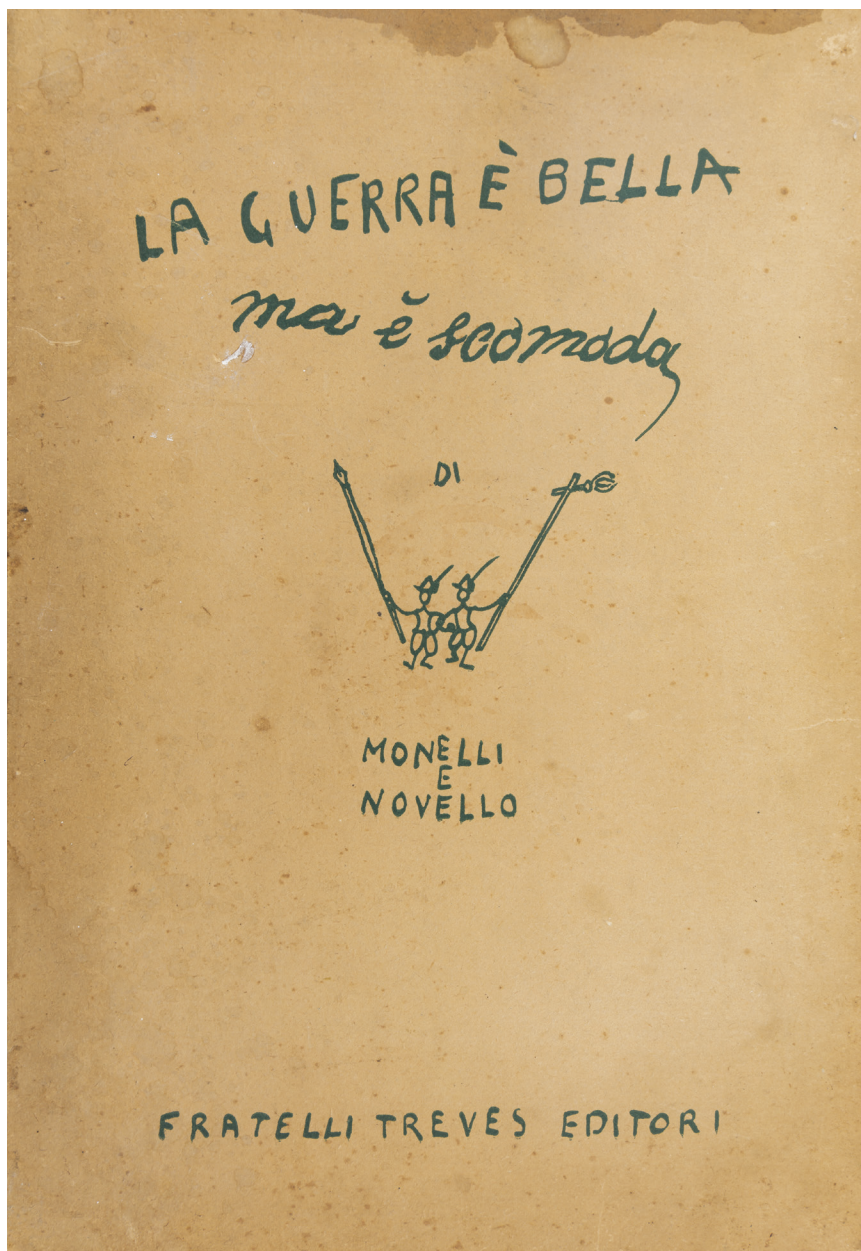 LA GUERRA È BELLA
ma è scomoda
DI
MONELLI
E
NOVELLO
FRATELLI TREVES EDITORI